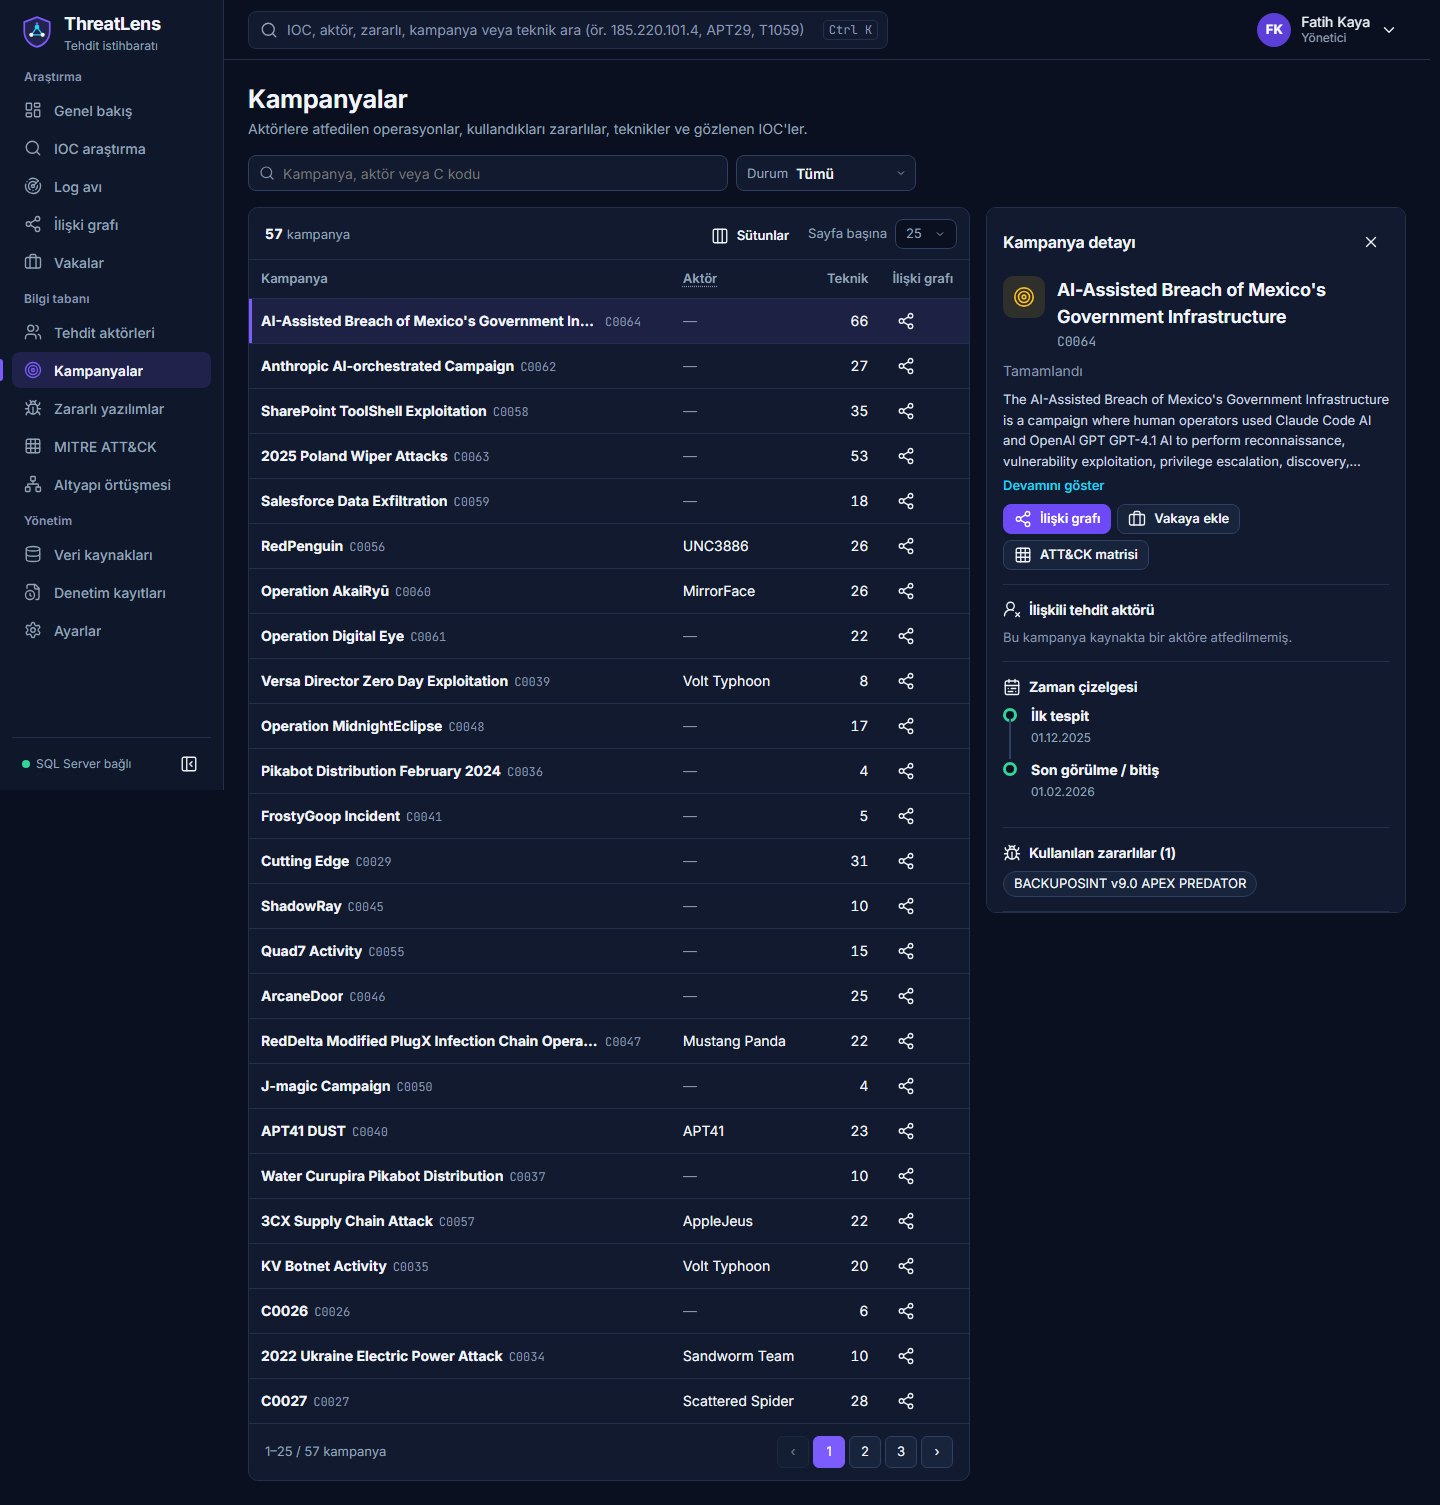 ThreatLens
Tehdit istihbaratı
IOC, aktör, zararlı, kampanya veya teknik ara (ör. 185.220.101.4, APT29, T1059)
Ctrl K
FK
Fatih Kaya
Yönetici
Araştırma
Genel bakış
IOC araştırma
Log avı
İlişki grafı
Vakalar
Bilgi tabanı
Tehdit aktörleri
Kampanyalar
Zararlı yazılımlar
MITRE ATT&CK
Altyapı örtüşmesi
Yönetim
Veri kaynakları
Denetim kayıtları
Ayarlar
SQL Server bağlı
Kampanyalar
Aktörlere atfedilen operasyonlar, kullandıkları zararlılar, teknikler ve gözlenen IOC'ler.
Kampanya, aktör veya C kodu
Durum Tümü
57 kampanya
Sütunlar
Sayfa başına 25
Kampanya Aktör Teknik İlişki grafı
AI-Assisted Breach of Mexico's Government In... C0064 — 66
Anthropic AI-orchestrated Campaign C0062 — 27
SharePoint ToolShell Exploitation C0058 — 35
2025 Poland Wiper Attacks C0063 — 53
Salesforce Data Exfiltration C0059 — 18
RedPenguin C0056 UNC3886 26
Operation AkaiRyū C0060 MirrorFace 26
Operation Digital Eye C0061 — 22
Versa Director Zero Day Exploitation C0039 Volt Typhoon 8
Operation MidnightEclipse C0048 — 17
Pikabot Distribution February 2024 C0036 — 4
FrostyGoop Incident C0041 — 5
Cutting Edge C0029 — 31
ShadowRay C0045 — 10
Quad7 Activity C0055 — 15
ArcaneDoor C0046 — 25
RedDelta Modified PlugX Infection Chain Opera... C0047 Mustang Panda 22
J-magic Campaign C0050 — 4
APT41 DUST C0040 APT41 23
Water Curupira Pikabot Distribution C0037 — 10
3CX Supply Chain Attack C0057 AppleJeus 22
KV Botnet Activity C0035 Volt Typhoon 20
C0026 C0026 — 6
2022 Ukraine Electric Power Attack C0034 Sandworm Team 10
C0027 C0027 Scattered Spider 28
1–25 / 57 kampanya
‹ 1 2 3 ›
Kampanya detayı
AI-Assisted Breach of Mexico's
Government Infrastructure
C0064
Tamamlandı
The AI-Assisted Breach of Mexico's Government Infrastructure
is a campaign where human operators used Claude Code AI
and OpenAI GPT GPT-4.1 AI to perform reconnaissance,
vulnerability exploitation, privilege escalation, discovery,...
Devamını göster
İlişki grafı
Vakaya ekle
ATT&CK matrisi
İlişkili tehdit aktörü
Bu kampanya kaynakta bir aktöre atfedilmemiş.
Zaman çizelgesi
İlk tespit
01.12.2025
Son görülme / bitiş
01.02.2026
Kullanılan zararlılar (1)
BACKUPOSINT v9.0 APEX PREDATOR